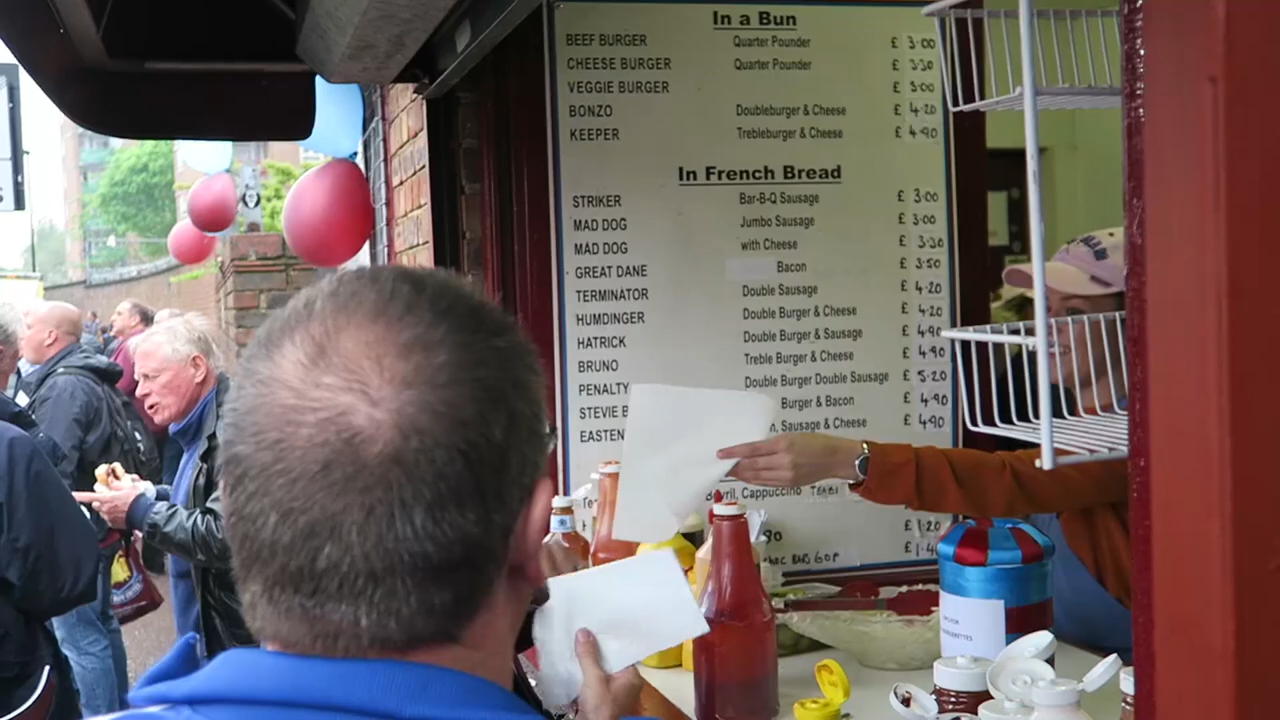 In a Bun
BEEF BURGER Quarter Pounder £ 3·00
CHEESE BURGER Quarter Pounder £ 3·30
VEGGIE BURGER £ 3·00
BONZO Doubleburger & Cheese £ 4·20
KEEPER Trebleburger & Cheese £ 4·90
In French Bread
STRIKER Bar-B-Q Sausage £ 3·00
MAD DOG Jumbo Sausage £ 3·00
MAD DOG with Cheese £ 3·30
GREAT DANE Bacon £ 3·50
TERMINATOR Double Sausage £ 4·20
HUMDINGER Double Burger & Cheese £ 4·20
HATRICK Double Burger & Sausage £ 4·90
BRUNO Treble Burger & Cheese £ 4·90
PENALTY Double Burger Double Sausage £ 5·20
STEVIE Burger & Bacon £ 4·90
Sausage & Cheese £ 4·90
Cappuccino
£ 1·20
BARS 60P